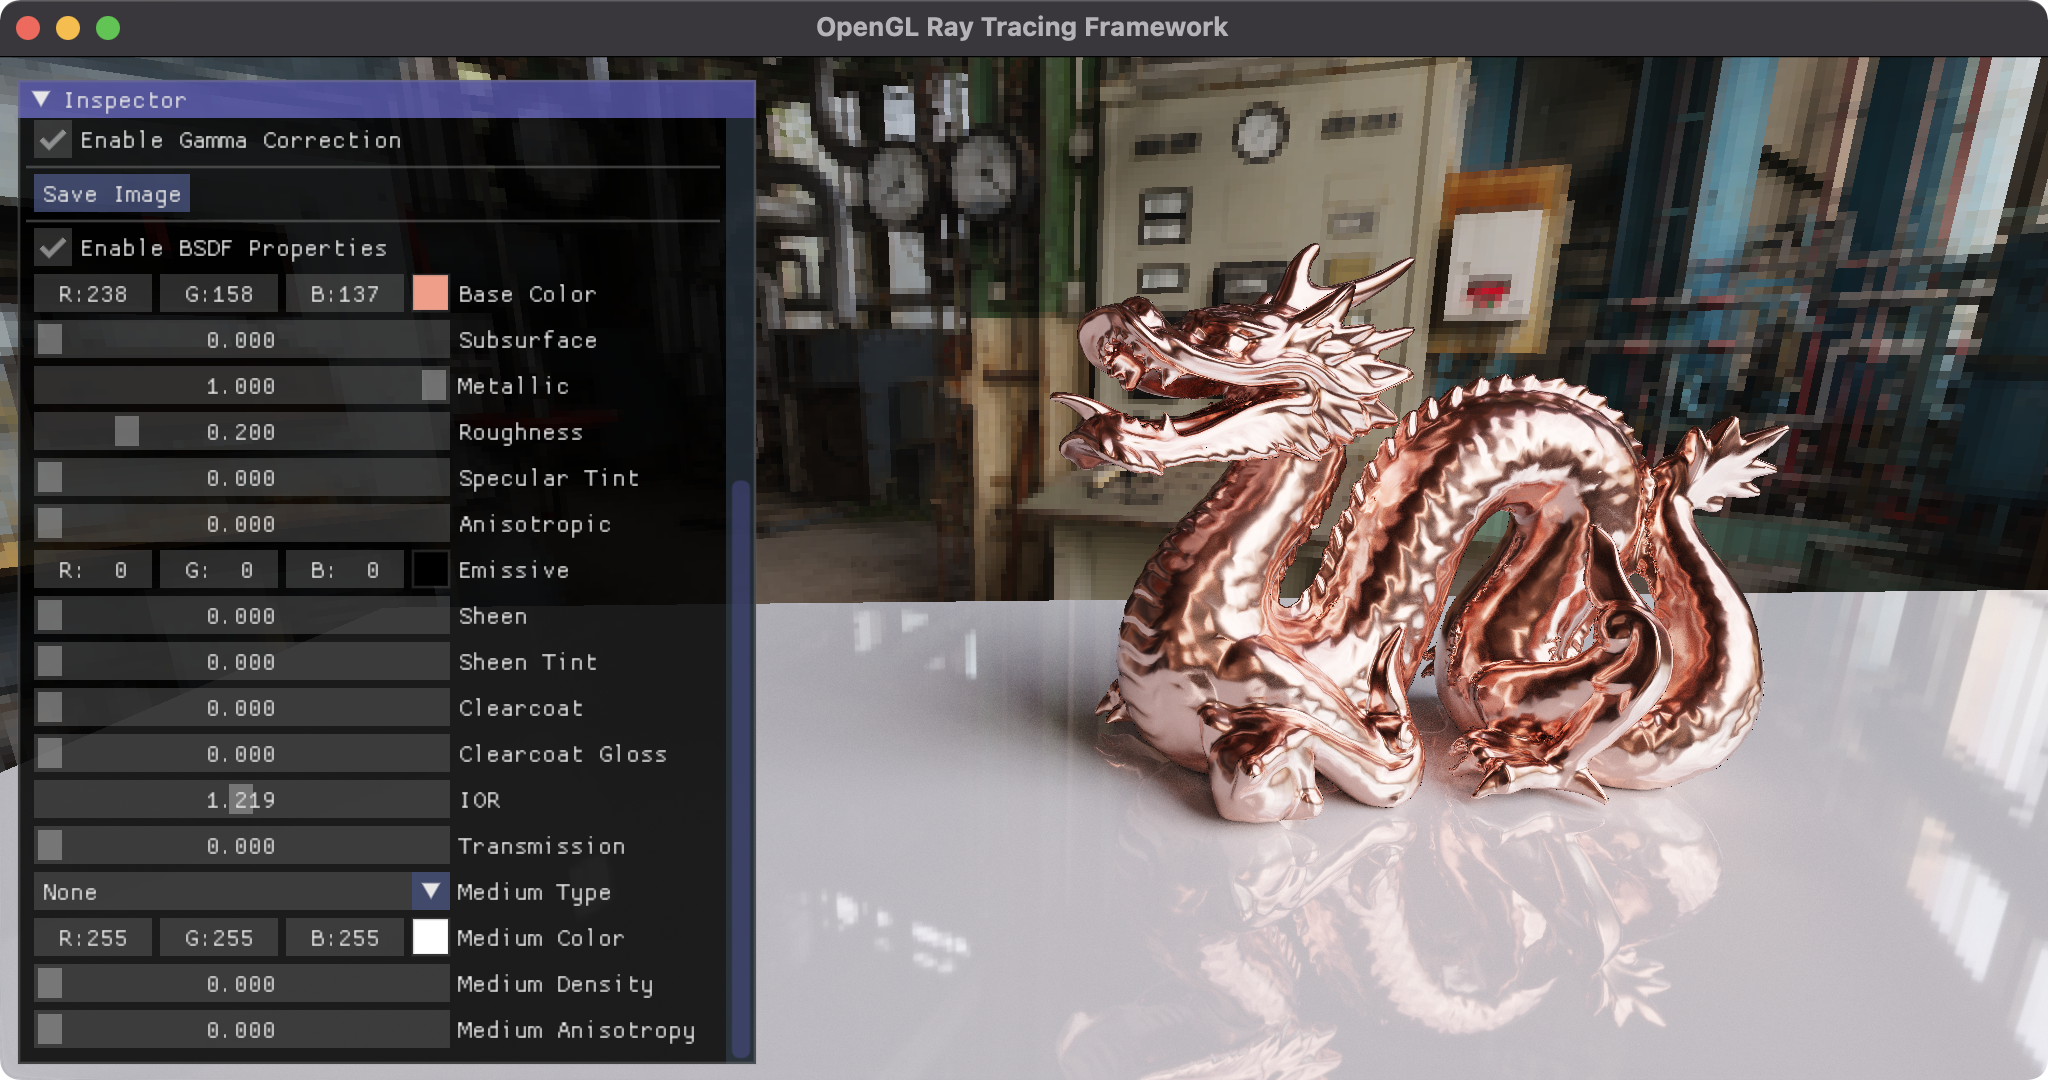 OpenGL Ray Tracing Framework
Inspector
Enable Gamma Correction
Save Image
Enable BSDF Properties
R:238 G:158 B:137 Base Color
0.000 Subsurface
1.000 Metallic
0.200 Roughness
0.000 Specular Tint
0.000 Anisotropic
R: 0 G: 0 B: 0 Emissive
0.000 Sheen
0.000 Sheen Tint
0.000 Clearcoat
0.000 Clearcoat Gloss
1.219 IOR
0.000 Transmission
None Medium Type
R:255 G:255 B:255 Medium Color
0.000 Medium Density
0.000 Medium Anisotropy